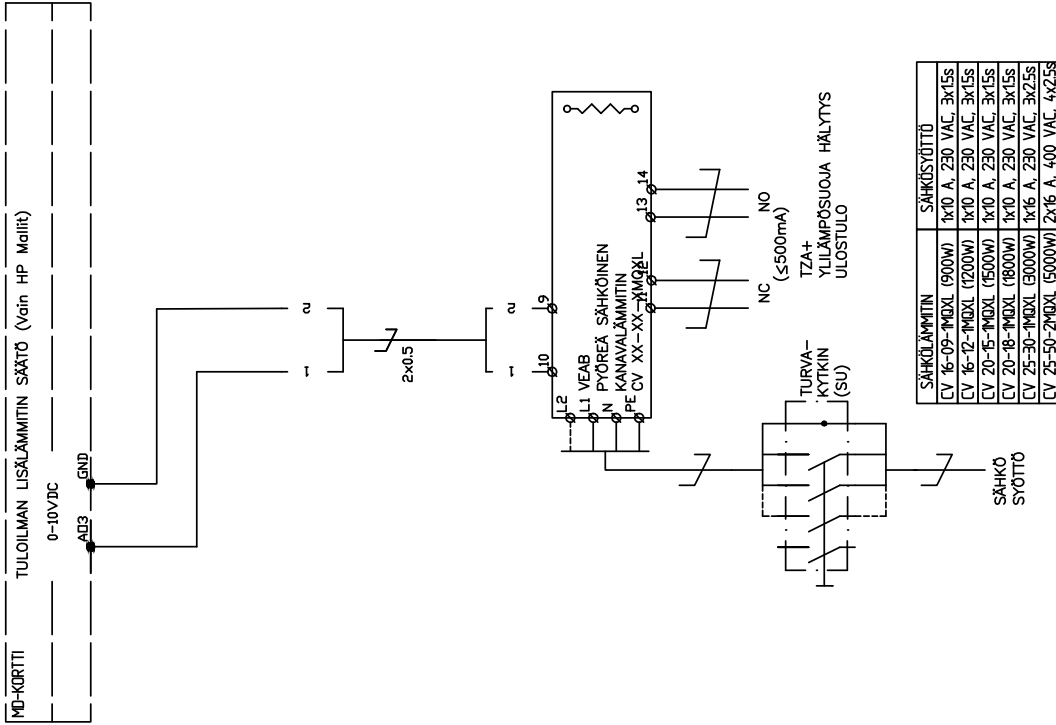 MD-KORTTI
TULOILMAN LISÄLÄMMITIN SÄÄTÖ (Vain HP Mallit)
0-10VDC
AO3
GND
1
2
2x0.5
1
2
10
9
L2
L1
N
PE
VEAB
PYÖREÄ SÄHKÖINEN
KANAVALÄMMITIN
CV XX-XX-XMQXL
11
12
13
14
NC
NO
(≤500mA)
TZA+
YLILÄMPÖSUOJA HÄLYTYS
ULOSTULO
TURVA-
KYTKIN
(SU)
SÄHKÖ
SYÖTTÖ
SÄHKÖLÄMMITIN SÄHKÖSYÖTTÖ
CV 16-09-1MQXL (900W) 1x10 A, 230 VAC, 3x1.5s
CV 16-12-1MQXL (1200W) 1x10 A, 230 VAC, 3x1.5s
CV 20-15-1MQXL (1500W) 1x10 A, 230 VAC, 3x1.5s
CV 20-18-1MQXL (1800W) 1x10 A, 230 VAC, 3x1.5s
CV 25-30-1MQXL (3000W) 1x16 A, 230 VAC, 3x2.5s
CV 25-50-2MQXL (5000W) 2x16 A, 400 VAC, 4x2.5s